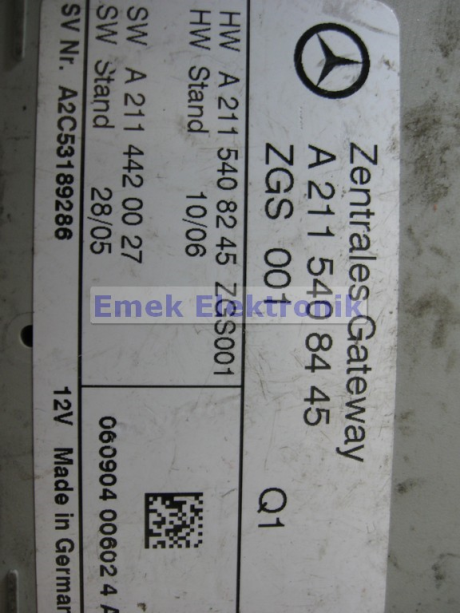 Zentrales Gateway
A 211 540 84 45
ZGS 001 Q1
HW A 211 540 82 45 ZGS001
HW Stand 10/06
SW A 211 442 00 27
SW Stand 28/05
SV Nr. A2C53189286
060904 00602 4 A
12V Made in German
Emek Elektronik